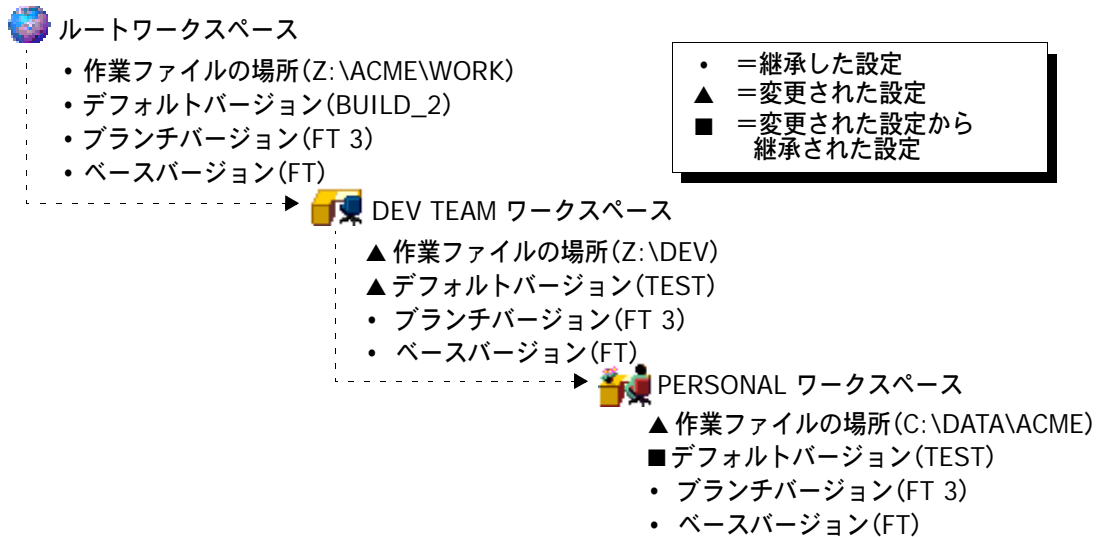 ルートワークスペース
• 作業ファイルの場所(Z:\ACME\WORK)
• デフォルトバージョン(BUILD_2)
• ブランチバージョン(FT 3)
• ベースバージョン(FT)
• ＝継承した設定
▲ ＝変更された設定
■ ＝変更された設定から
継承された設定
DEV TEAM ワークスペース
▲ 作業ファイルの場所(Z:\DEV)
▲ デフォルトバージョン(TEST)
• ブランチバージョン(FT 3)
• ベースバージョン(FT)
PERSONAL ワークスペース
▲ 作業ファイルの場所(C:\DATA\ACME)
■ デフォルトバージョン(TEST)
• ブランチバージョン(FT 3)
• ベースバージョン(FT)